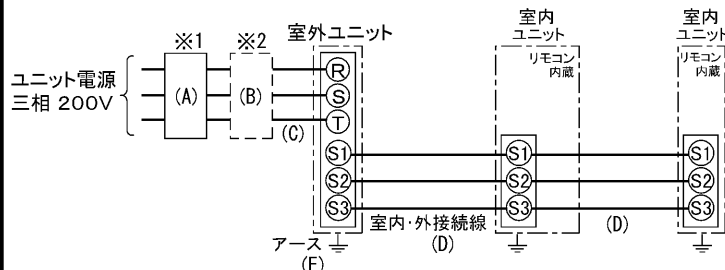 ※1
※2
室外ユニット
室内
ユニット
室内
ユニット
リモコン
内蔵
リモコン
内蔵
ユニット電源
三相 200V
(A)
(B)
(C)
R
S
T
S1
S2
S3
S1
S2
S3
S1
S2
S3
室内・外接続線
(D)
(D)
アース
(E)